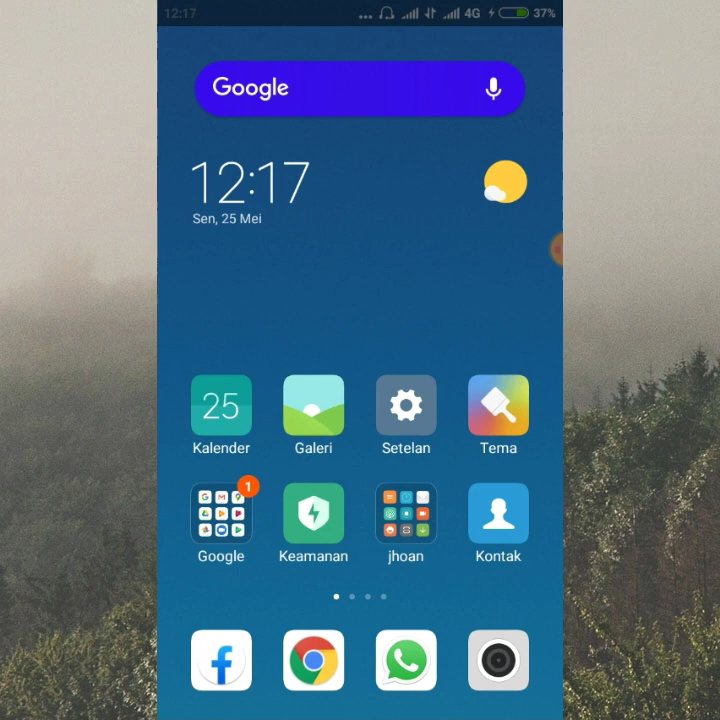 12:17 ... 4G 37%
Google
12:17
Sen, 25 Mei
25
Kalender Galeri Setelan Tema
1
Google Keamanan jhoan Kontak